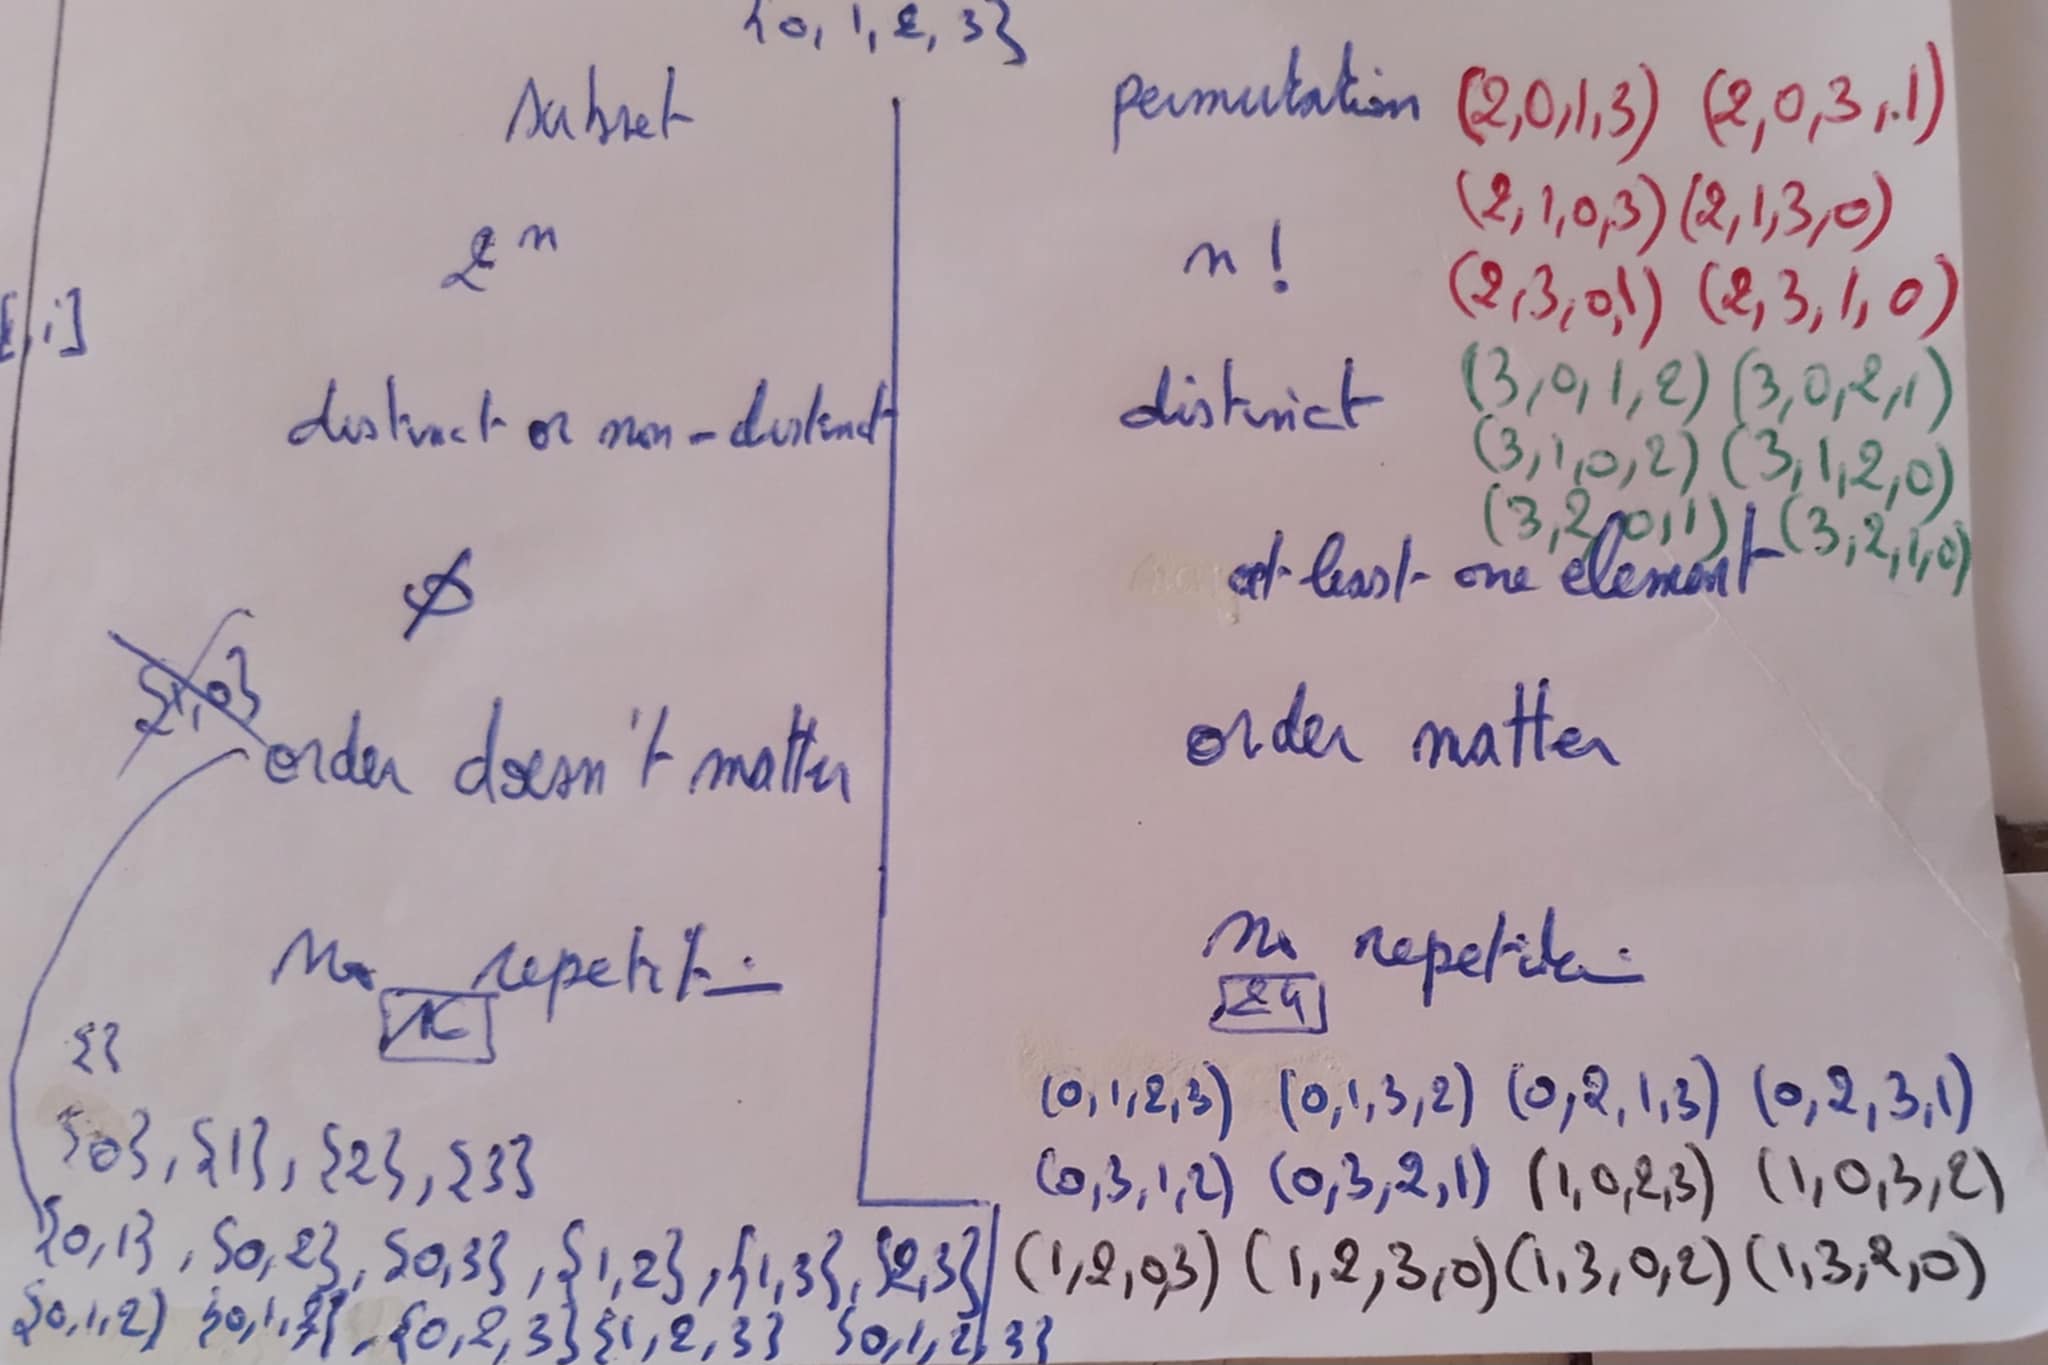 {0, 1, 2, 3}
subset
2^n
, i]
distinct or non-distinct
∅
{1,0}
order doesn't matter
No repetit.
16
{}
{0}, {1}, {2}, {3}
{0,1}, {0,2}, {0,3}, {1,2}, {1,3}, {2,3}
{0,1,2} {0,1,3}, {0,2,3} {1,2,3} {0,1,2,3}
permutation (2,0,1,3) (2,0,3,1)
(2,1,0,3) (2,1,3,0)
n! (2,3,0,1) (2,3,1,0)
distinct (3,0,1,2) (3,0,2,1)
(3,1,0,2) (3,1,2,0)
(3,2,0,1) (3,2,1,0)
at least one element
order matter
No repetition
24
(0,1,2,3) (0,1,3,2) (0,2,1,3) (0,2,3,1)
(0,3,1,2) (0,3,2,1) (1,0,2,3) (1,0,3,2)
(1,2,0,3) (1,2,3,0) (1,3,0,2) (1,3,2,0)